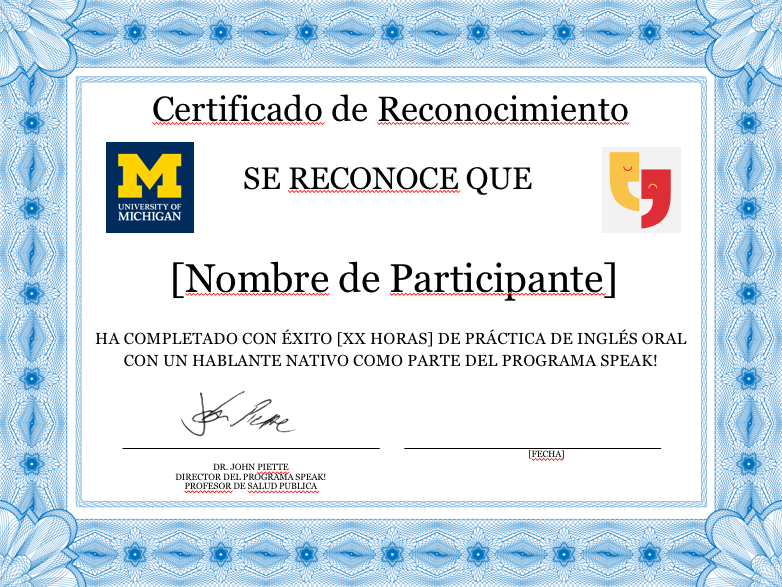 Certificado de Reconocimiento
M
UNIVERSITY OF
MICHIGAN
SE RECONOCE QUE
[Nombre de Participante]
HA COMPLETADO CON ÉXITO [XX HORAS] DE PRÁCTICA DE INGLÉS ORAL
CON UN HABLANTE NATIVO COMO PARTE DEL PROGRAMA SPEAK!
John Piette
[FECHA]
DR. JOHN PIETTE
DIRECTOR DEL PROGRAMA SPEAK!
PROFESOR DE SALUD PUBLICA